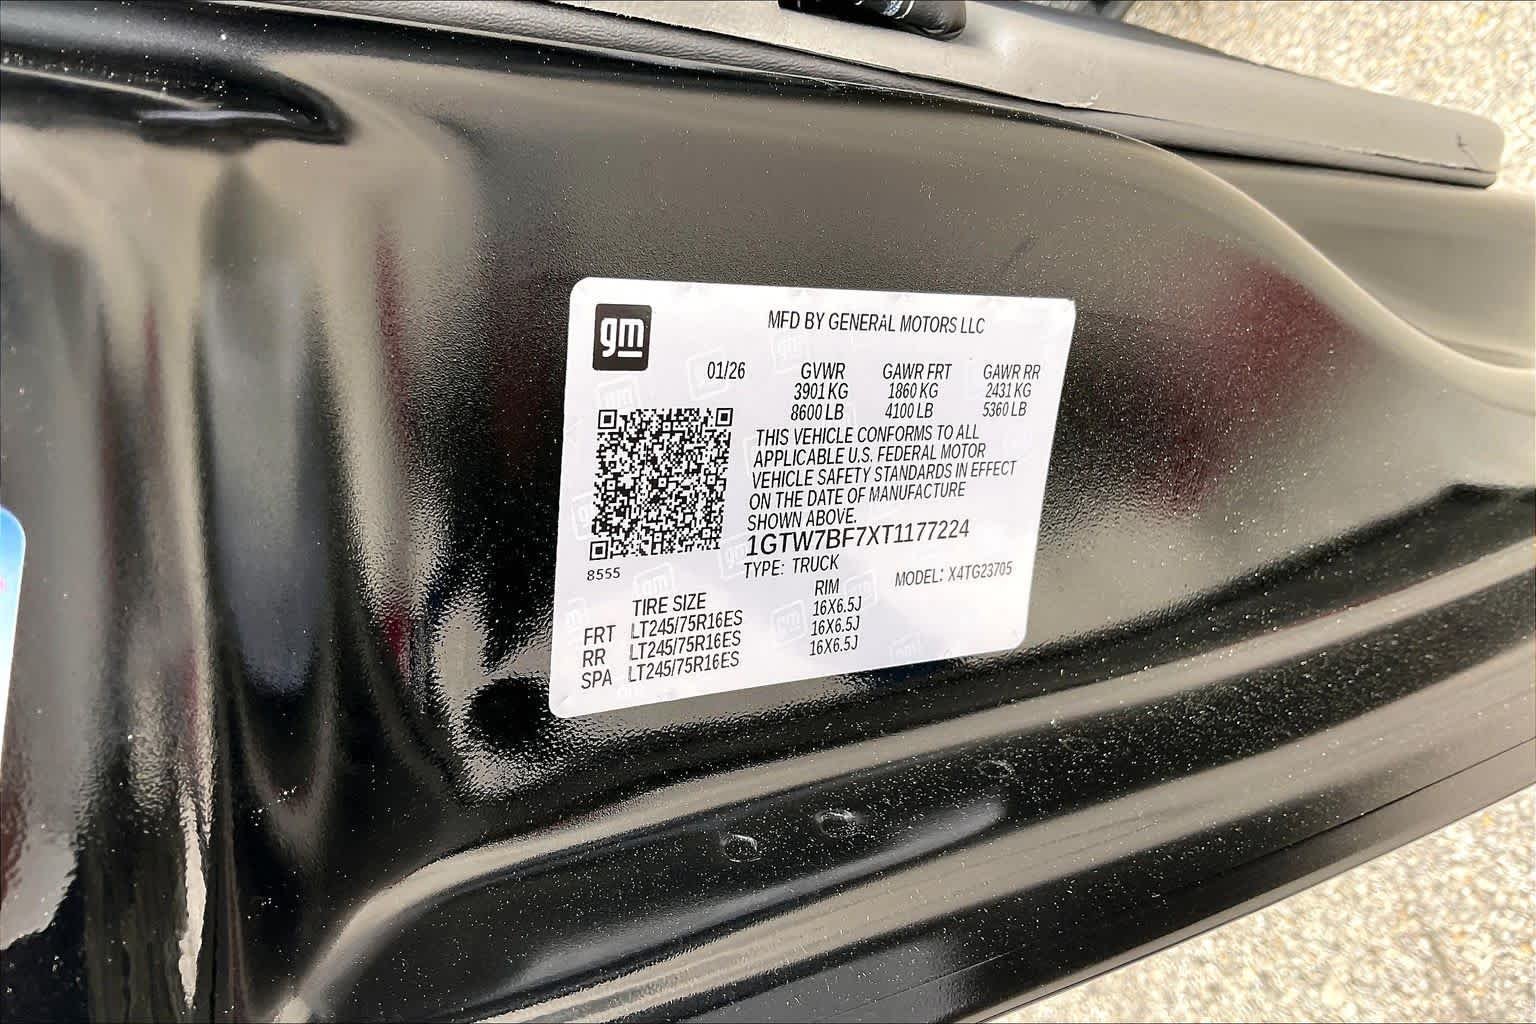 gm
MFD BY GENERAL MOTORS LLC
01/26 GVWR GAWR FRT GAWR RR
3901 KG 1860 KG 2431 KG
8600 LB 4100 LB 5360 LB
THIS VEHICLE CONFORMS TO ALL
APPLICABLE U.S. FEDERAL MOTOR
VEHICLE SAFETY STANDARDS IN EFFECT
ON THE DATE OF MANUFACTURE
SHOWN ABOVE.
1GTW7BF7XT1177224
8555
TYPE: TRUCK MODEL: X4TG23705
TIRE SIZE RIM
FRT LT245/75R16ES 16X6.5J
RR LT245/75R16ES 16X6.5J
SPA LT245/75R16ES 16X6.5J